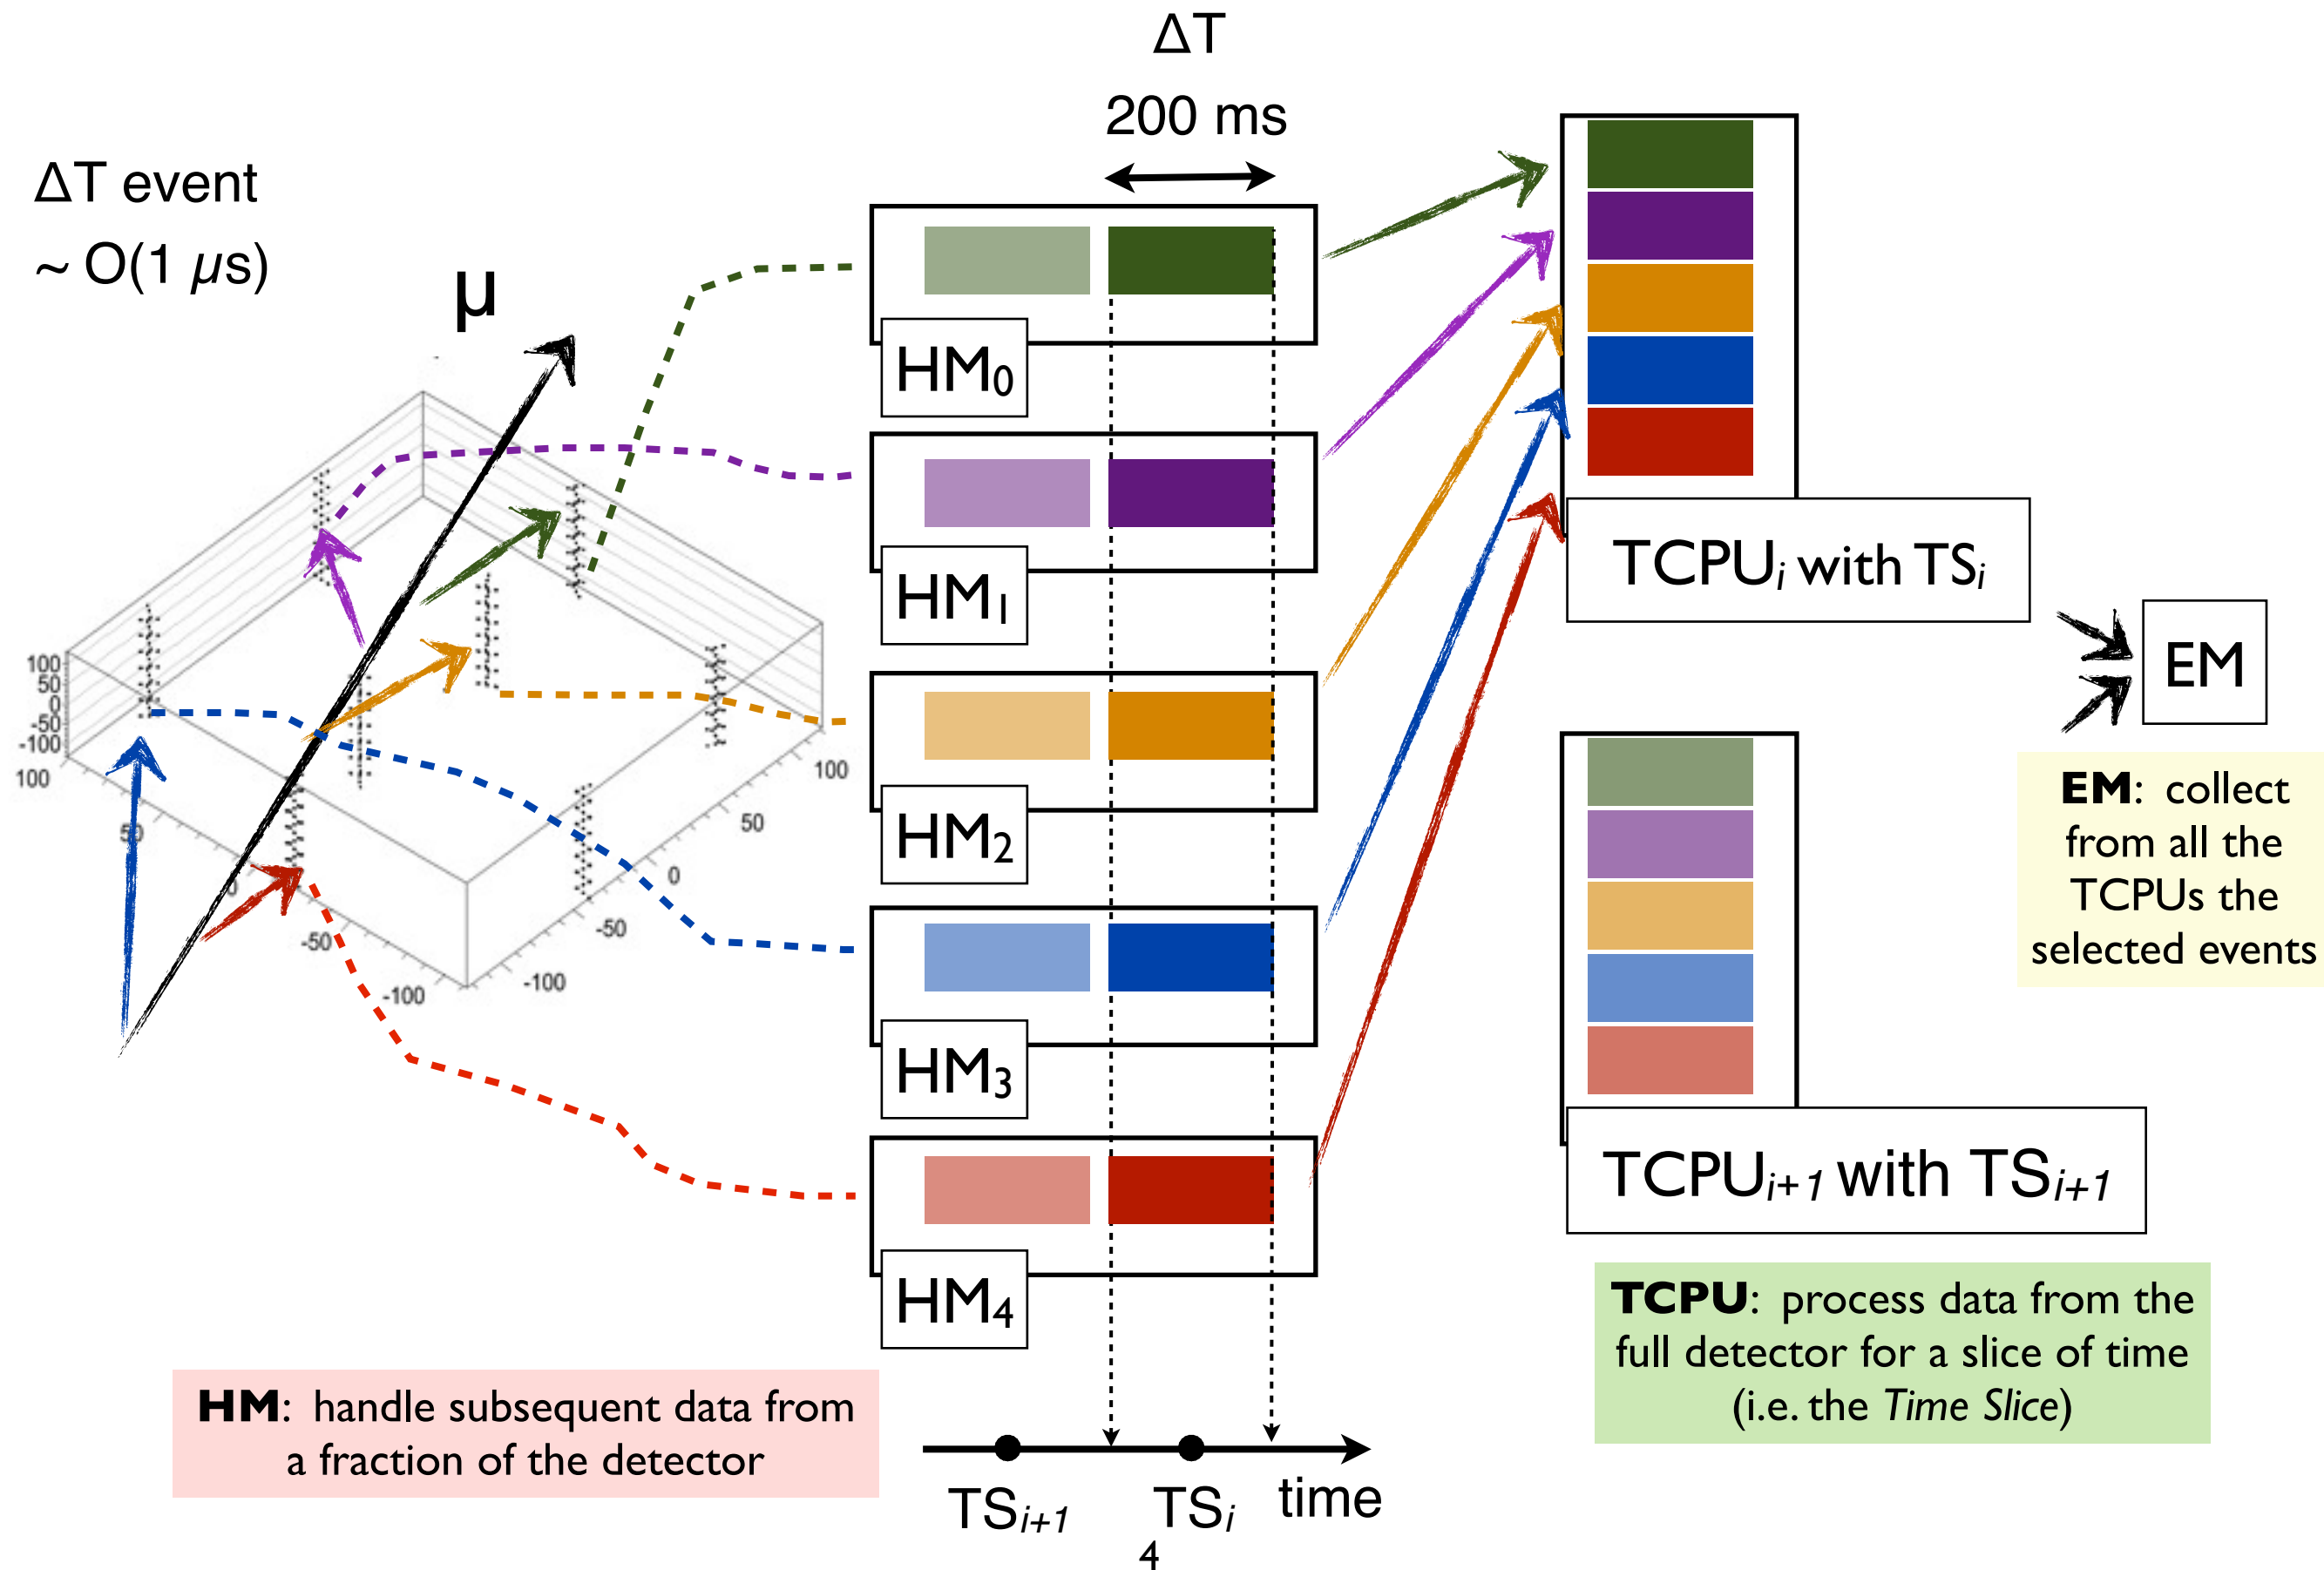 ΔT
200 ms
ΔT event
~ O(1 µs)
µ
HM0
HM1
HM2
HM3
HM4
100
50
0
-50
-100
100
50
0
-50
-100
-100
-50
0
50
100
TCPUi with TSi
EM
EM: collect
from all the
TCPUs the
selected events
TCPUi+1 with TSi+1
TCPU: process data from the
full detector for a slice of time
(i.e. the Time Slice)
HM: handle subsequent data from
a fraction of the detector
TSi+1
TSi
time
4